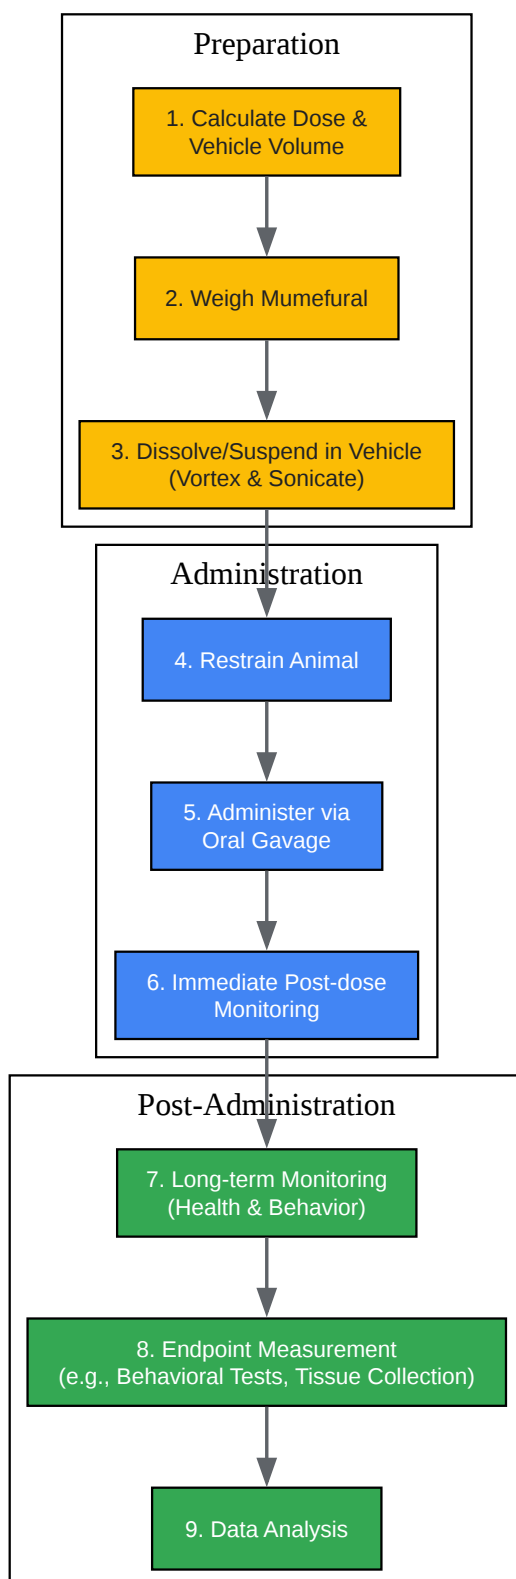 Preparation
1. Calculate Dose &
Vehicle Volume
2. Weigh Mumefural
3. Dissolve/Suspend in Vehicle
(Vortex & Sonicate)
Administration
4. Restrain Animal
5. Administer via
Oral Gavage
6. Immediate Post-dose
Monitoring
Post-Administration
7. Long-term Monitoring
(Health & Behavior)
8. Endpoint Measurement
(e.g., Behavioral Tests, Tissue Collection)
9. Data Analysis